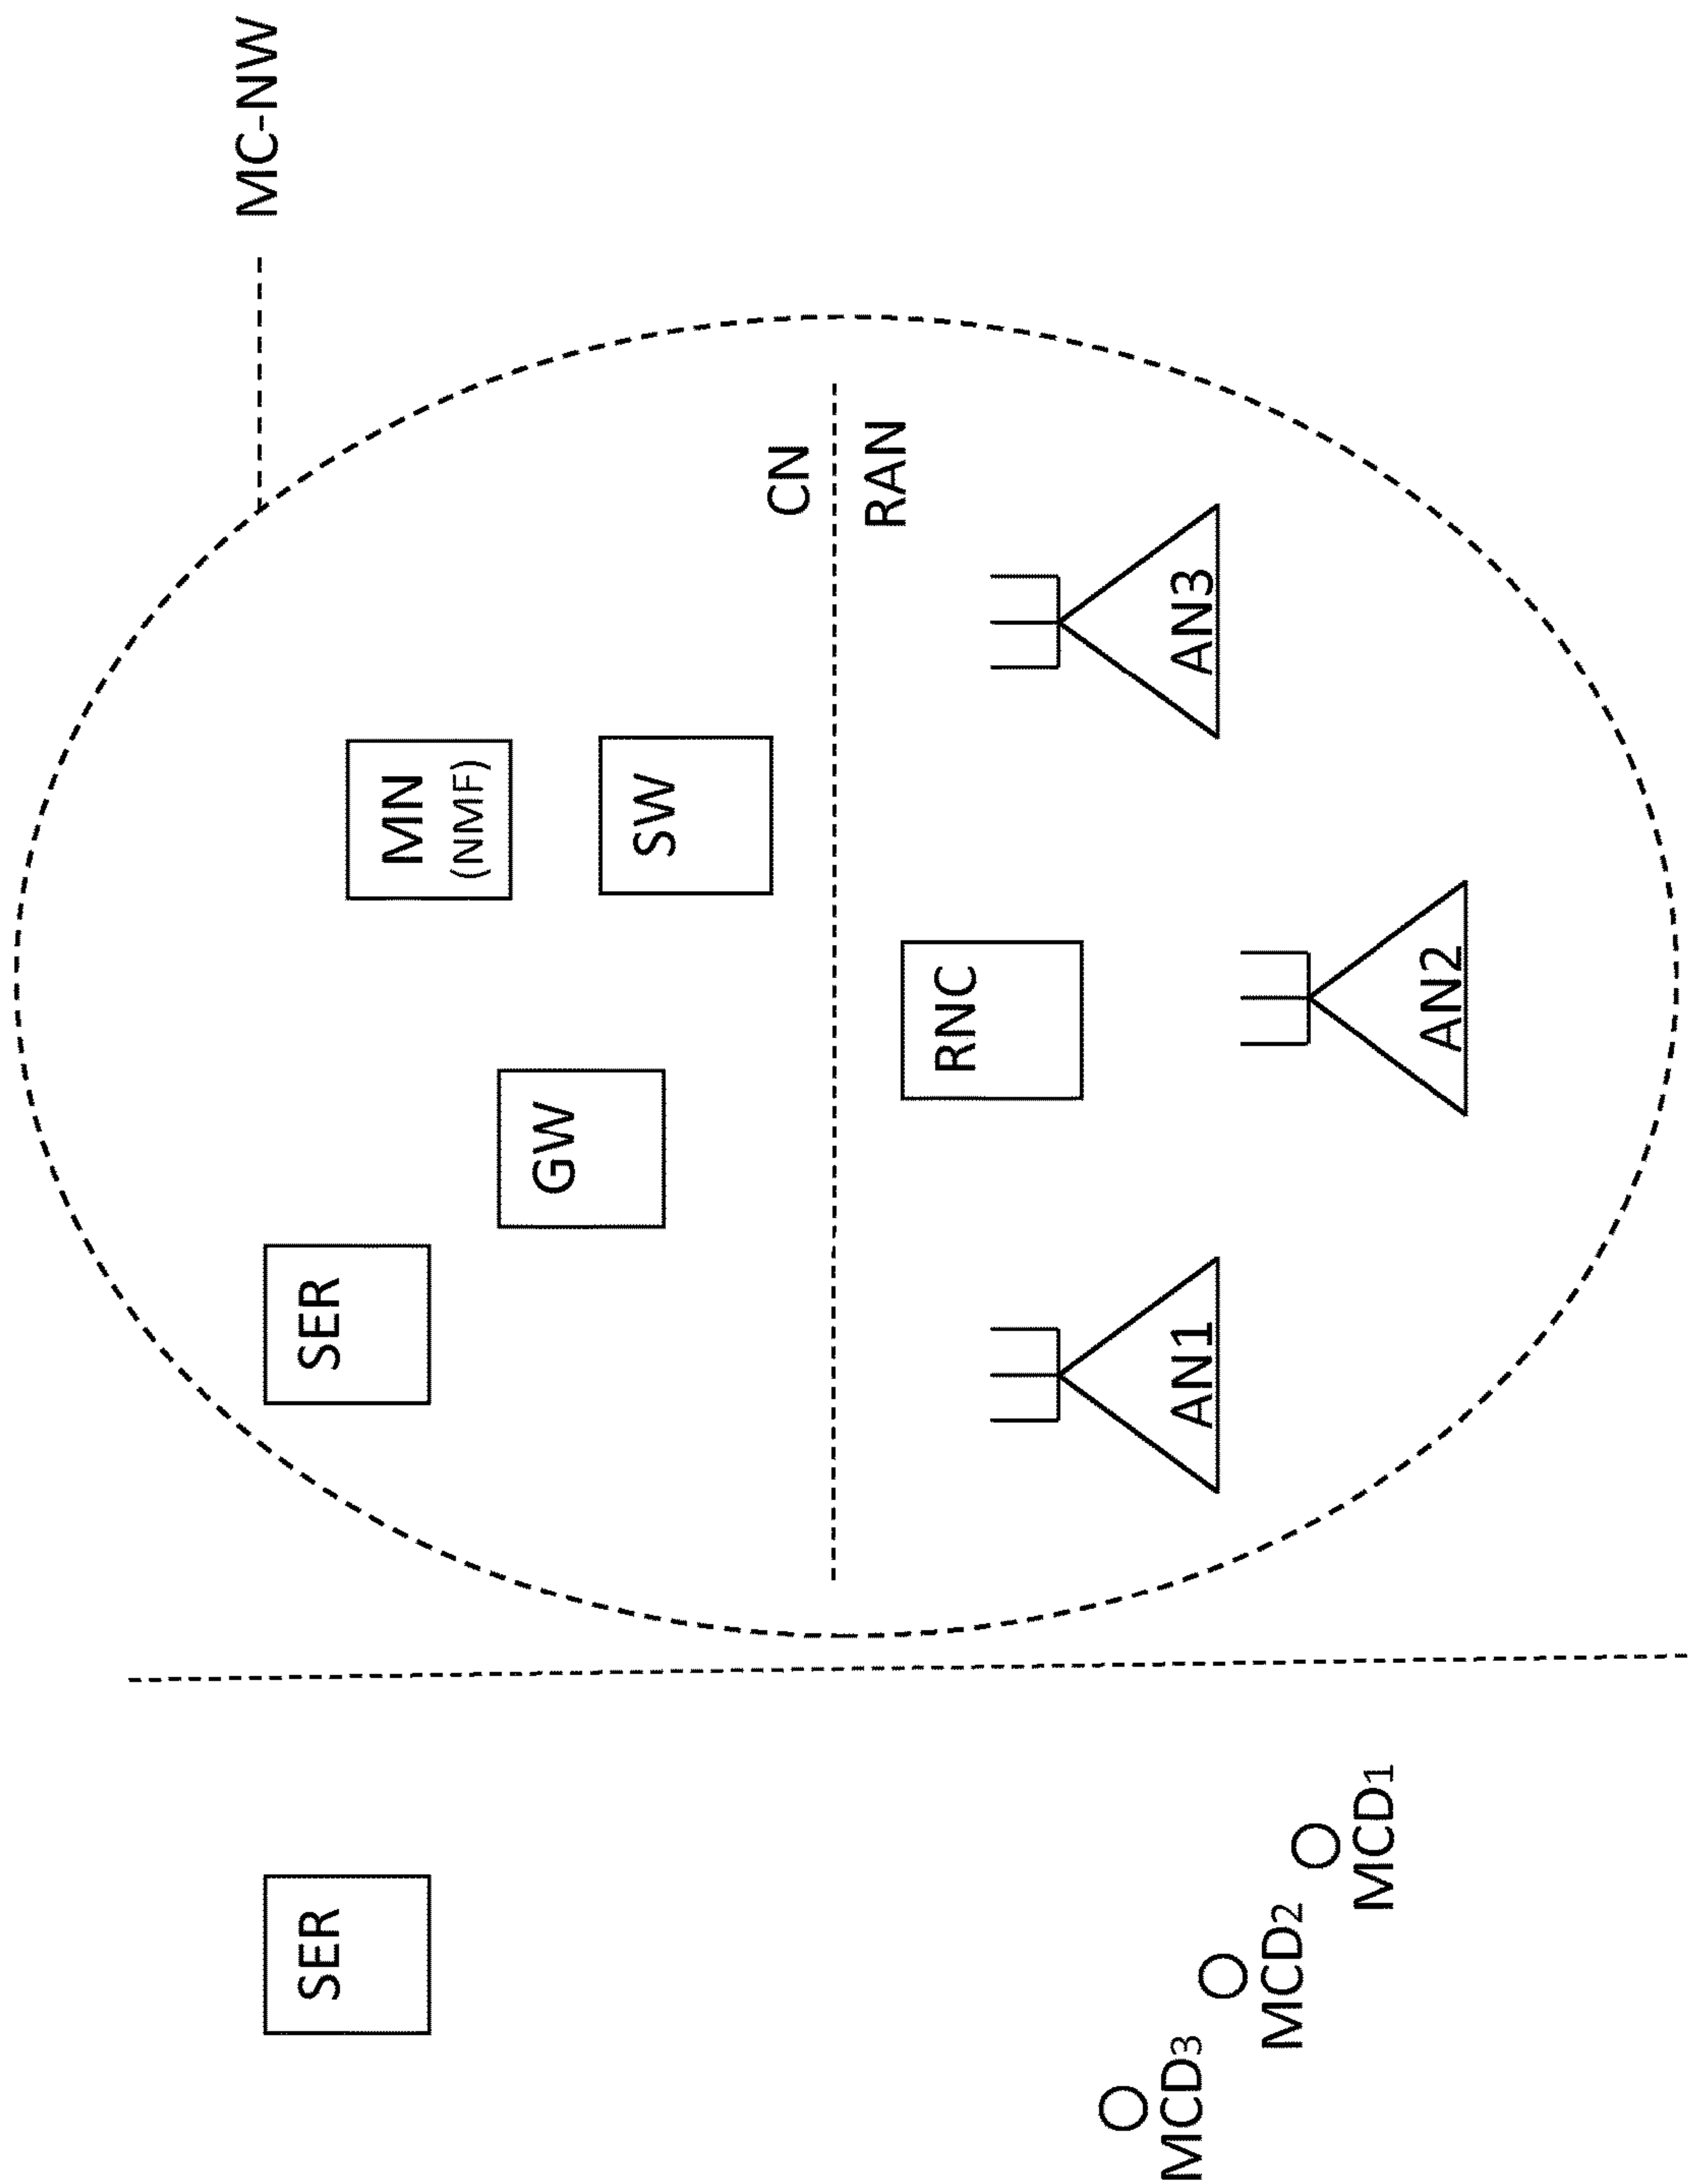 MC-NW
SER
SER
MN
(NMF)
GW
SW
CN
RAN
RNC
AN1
AN3
AN2
MCD3
MCD2
MCD1